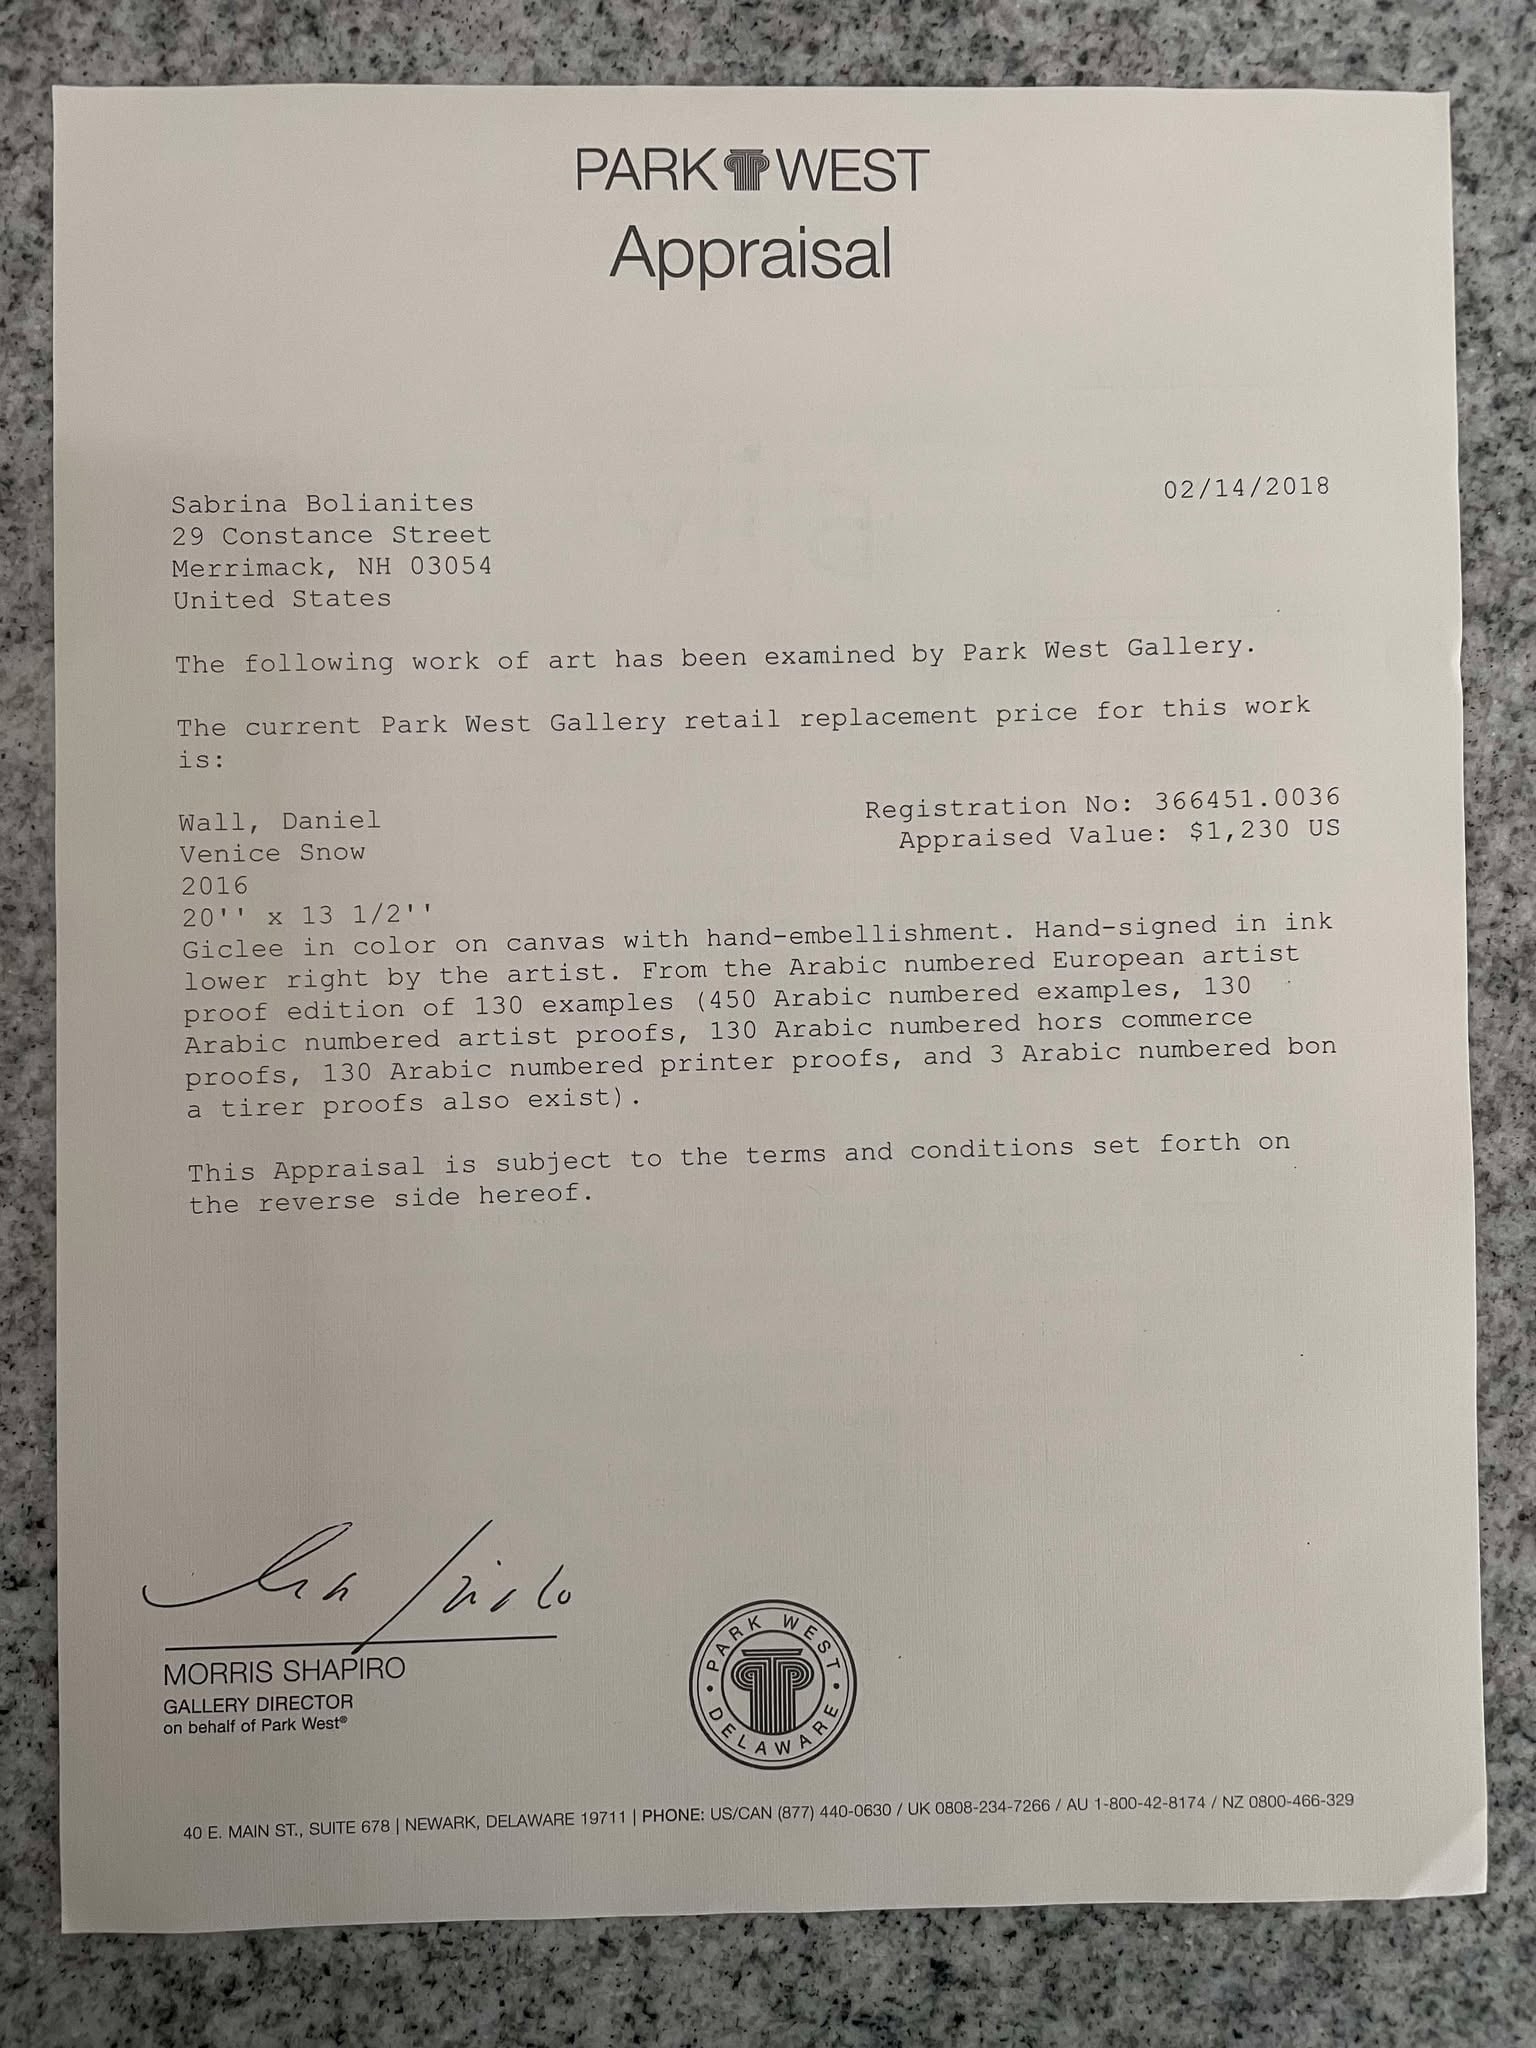 PARK WEST
Appraisal
02/14/2018
Sabrina Bolianites
29 Constance Street
Merrimack, NH 03054
United States
The following work of art has been examined by Park West Gallery.
The current Park West Gallery retail replacement price for this work
is:
Wall, Daniel
Venice Snow
2016
20'' x 13 1/2''
Registration No: 366451.0036
Appraised Value: $1,230 US
Giclee in color on canvas with hand-embellishment. Hand-signed in ink
lower right by the artist. From the Arabic numbered European artist
proof edition of 130 examples (450 Arabic numbered examples, 130
Arabic numbered artist proofs, 130 Arabic numbered hors commerce
proofs, 130 Arabic numbered printer proofs, and 3 Arabic numbered bon
a tirer proofs also exist).
This Appraisal is subject to the terms and conditions set forth on
the reverse side hereof.
MORRIS SHAPIRO
GALLERY DIRECTOR
on behalf of Park West®
PARK WEST
DELAWARE
40 E. MAIN ST., SUITE 678 | NEWARK, DELAWARE 19711 | PHONE: US/CAN (877) 440-0630 / UK 0808-234-7266 / AU 1-800-42-8174 / NZ 0800-466-329